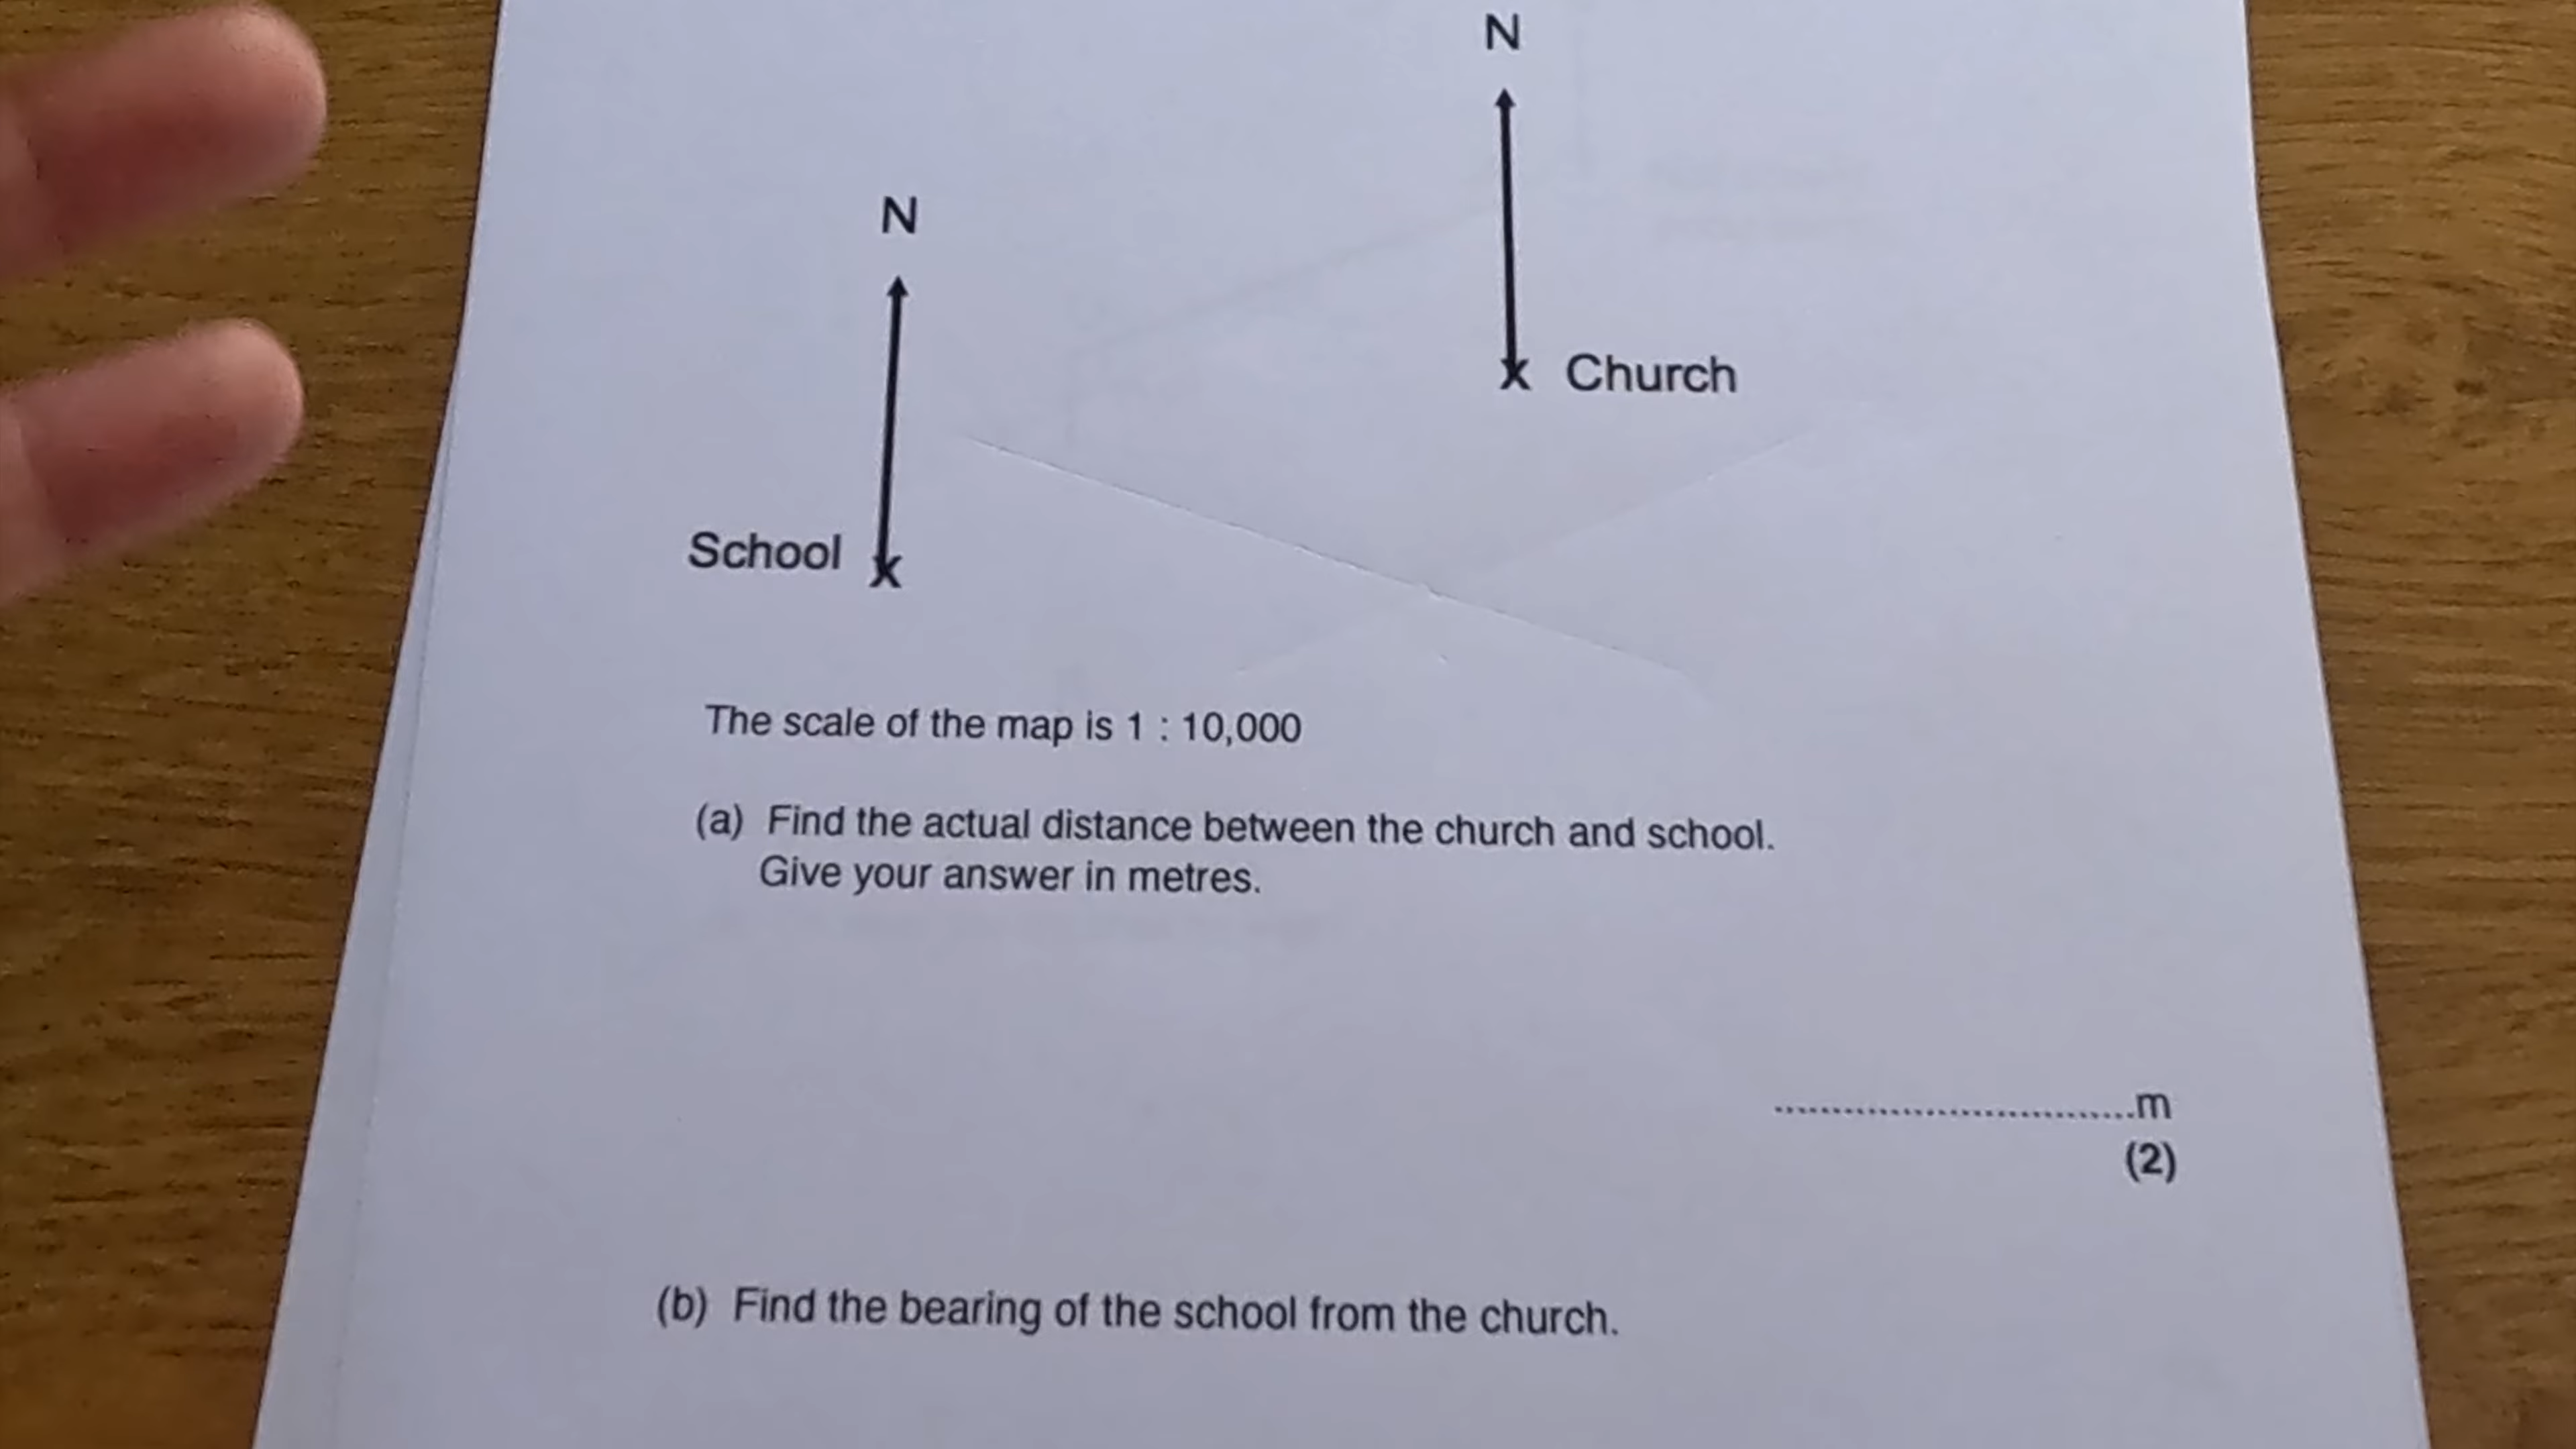 N
N
x Church
School x
The scale of the map is 1 : 10,000
(a) Find the actual distance between the church and school.
Give your answer in metres.
....................................m
(2)
(b) Find the bearing of the school from the church.